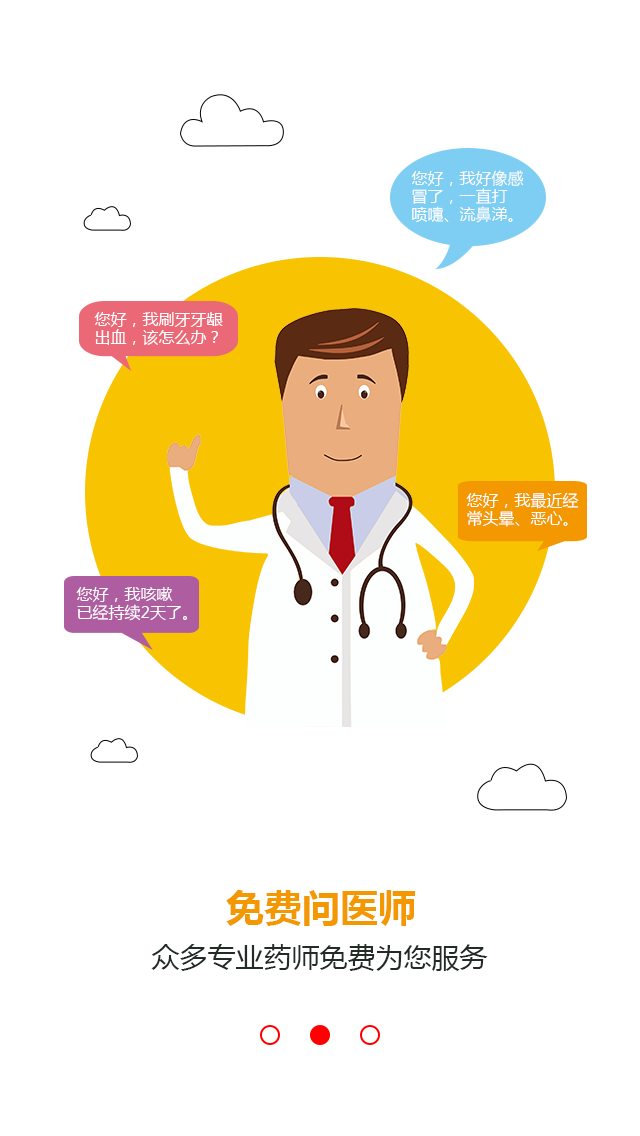 您好，我好像感
冒了，一直打
喷嚏、流鼻涕。
您好，我刷牙牙龈
出血，该怎么办？
您好，我最近经
常头晕、恶心。
您好，我咳嗽
已经持续2天了。
免费问医师
众多专业药师免费为您服务